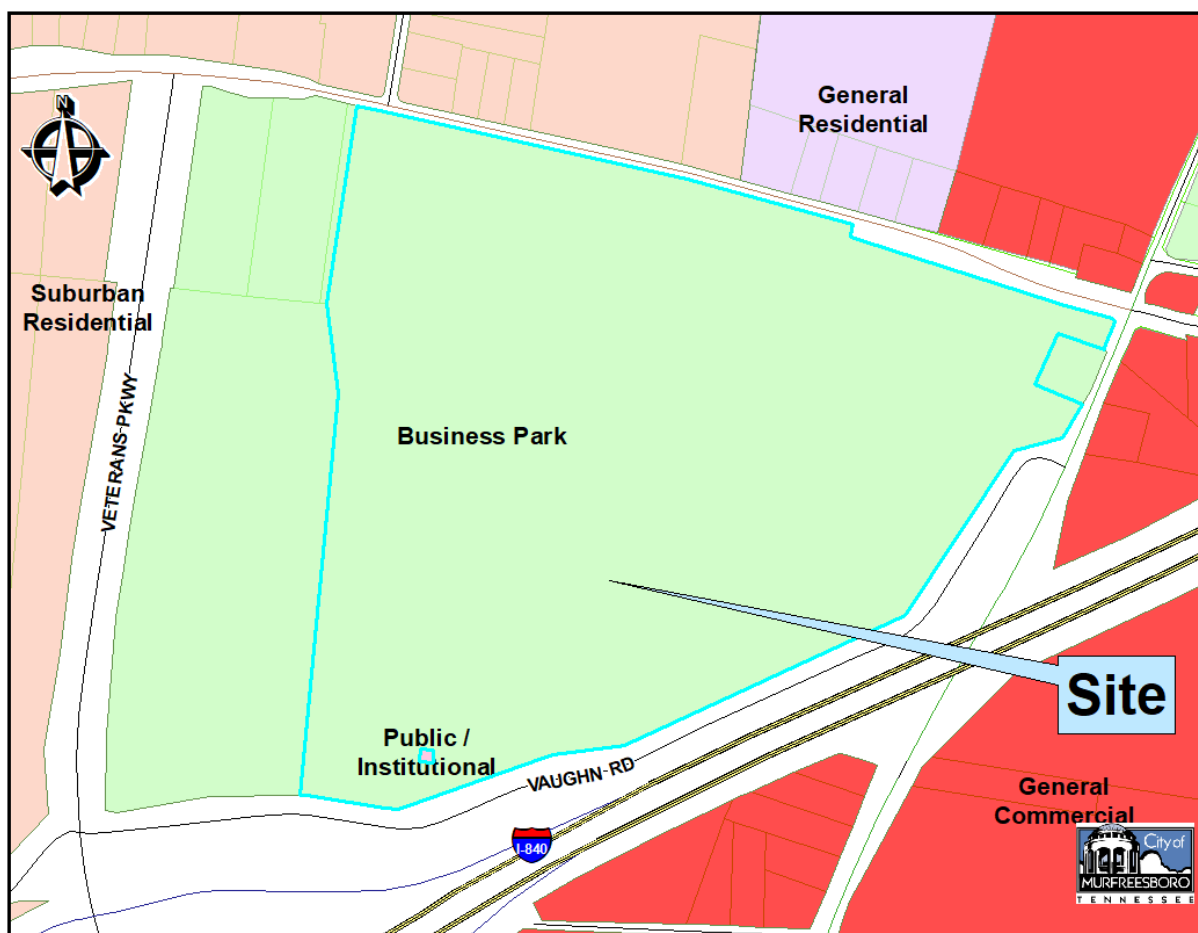 N
General
Residential
Suburban
Residential
VETERANS PKWY
Business Park
Site
Public /
Institutional
VAUGHN RD
I-840
General
Commercial
City of
MURFREESBORO
TENNESSEE